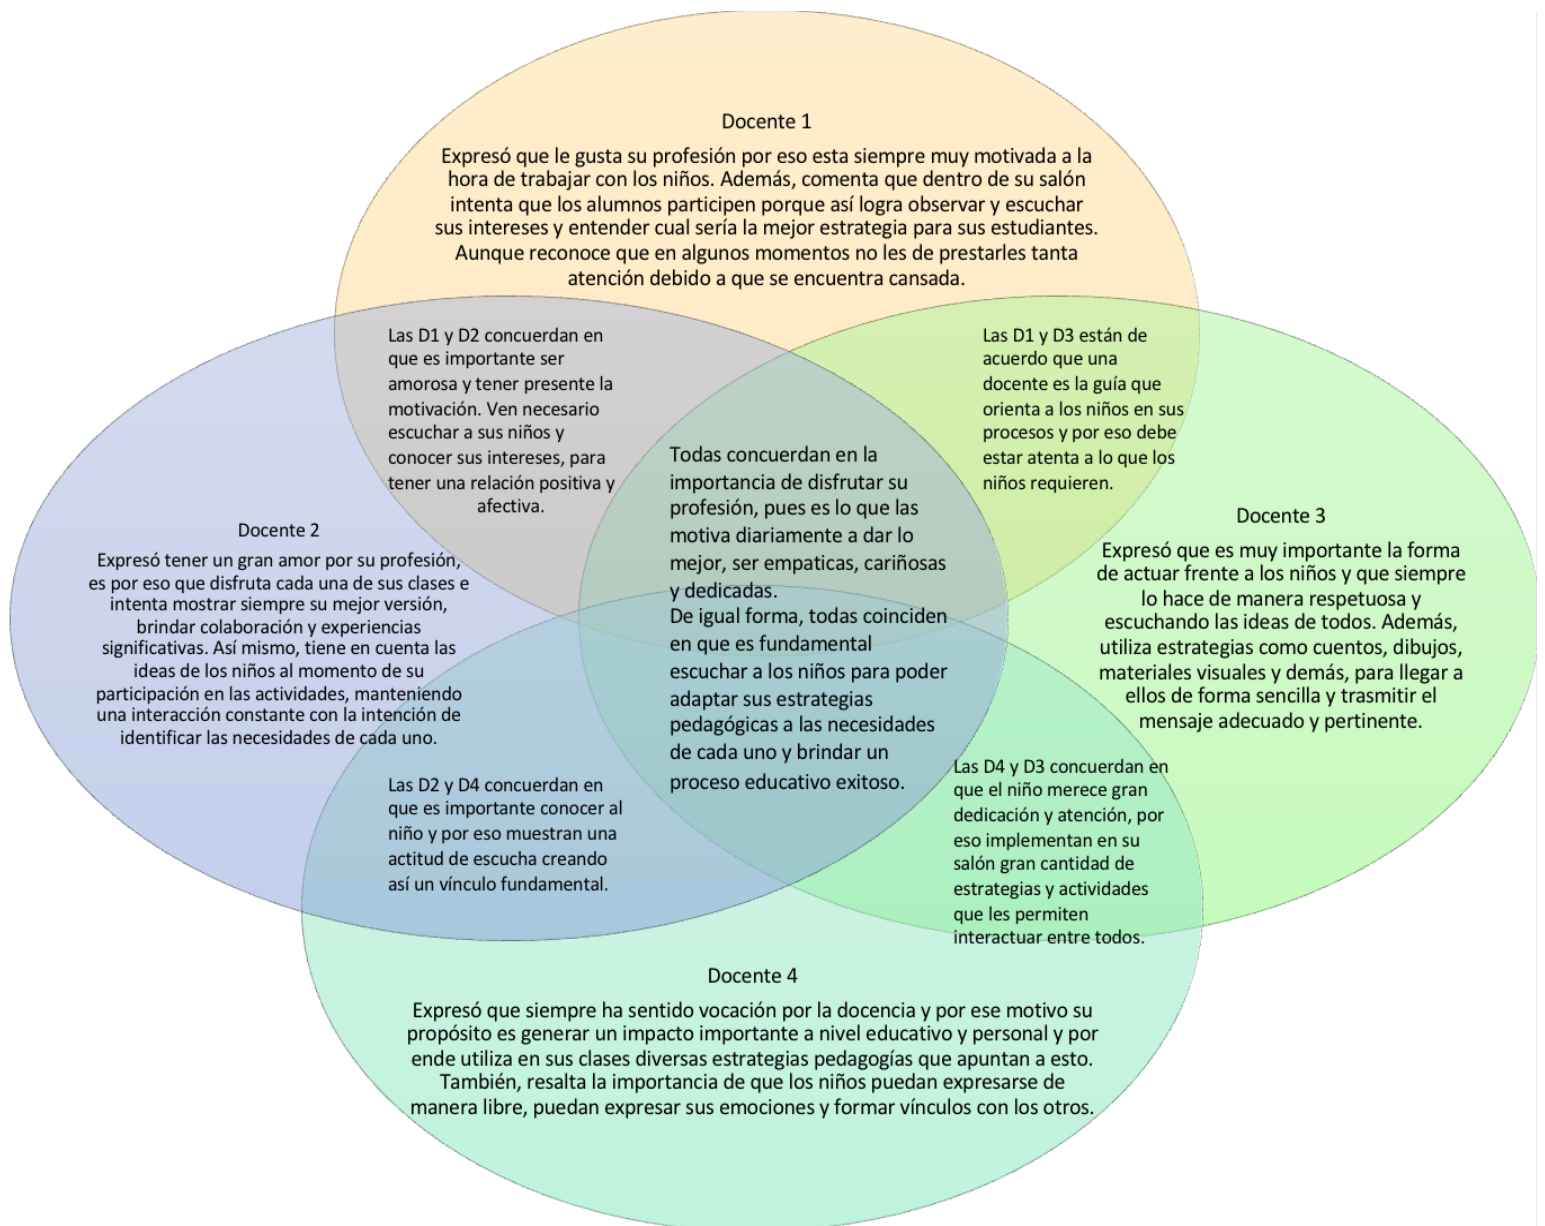 Docente 1
Expresó que le gusta su profesión por eso esta siempre muy motivada a la
hora de trabajar con los niños. Además, comenta que dentro de su salón
intenta que los alumnos participen porque así logra observar y escuchar
sus intereses y entender cual sería la mejor estrategia para sus estudiantes.
Aunque reconoce que en algunos momentos no les de prestarles tanta
atención debido a que se encuentra cansada.
Las D1 y D2 concuerdan en
que es importante ser
amorosa y tener presente la
motivación. Ven necesario
escuchar a sus niños y
conocer sus intereses, para
tener una relación positiva y
afectiva.
Las D1 y D3 están de
acuerdo que una
docente es la guía que
orienta a los niños en sus
procesos y por eso debe
estar atenta a lo que los
niños requieren.
Docente 2
Expresó tener un gran amor por su profesión,
es por eso que disfruta cada una de sus clases e
intenta mostrar siempre su mejor versión,
brindar colaboración y experiencias
significativas. Así mismo, tiene en cuenta las
ideas de los niños al momento de su
participación en las actividades, manteniendo
una interacción constante con la intención de
identificar las necesidades de cada uno.
Todas concuerdan en la
importancia de disfrutar su
profesión, pues es lo que las
motiva diariamente a dar lo
mejor, ser empaticas, cariñosas
y dedicadas.
De igual forma, todas coinciden
en que es fundamental
escuchar a los niños para poder
adaptar sus estrategias
pedagógicas a las necesidades
de cada uno y brindar un
proceso educativo exitoso.
Docente 3
Expresó que es muy importante la forma
de actuar frente a los niños y que siempre
lo hace de manera respetuosa y
escuchando las ideas de todos. Además,
utiliza estrategias como cuentos, dibujos,
materiales visuales y demás, para llegar a
ellos de forma sencilla y trasmitir el
mensaje adecuado y pertinente.
Las D2 y D4 concuerdan en
que es importante conocer al
niño y por eso muestran una
actitud de escucha creando
así un vínculo fundamental.
Las D4 y D3 concuerdan en
que el niño merece gran
dedicación y atención, por
eso implementan en su
salón gran cantidad de
estrategias y actividades
que les permiten
interactuar entre todos.
Docente 4
Expresó que siempre ha sentido vocación por la docencia y por ese motivo su
propósito es generar un impacto importante a nivel educativo y personal y por
ende utiliza en sus clases diversas estrategias pedagogías que apuntan a esto.
También, resalta la importancia de que los niños puedan expresarse de
manera libre, puedan expresar sus emociones y formar vínculos con los otros.